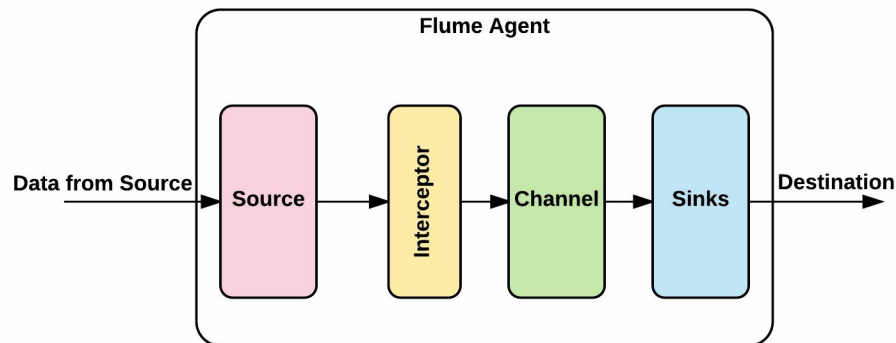 Flume Agent
Data from Source
Source
Interceptor
Channel
Sinks
Destination